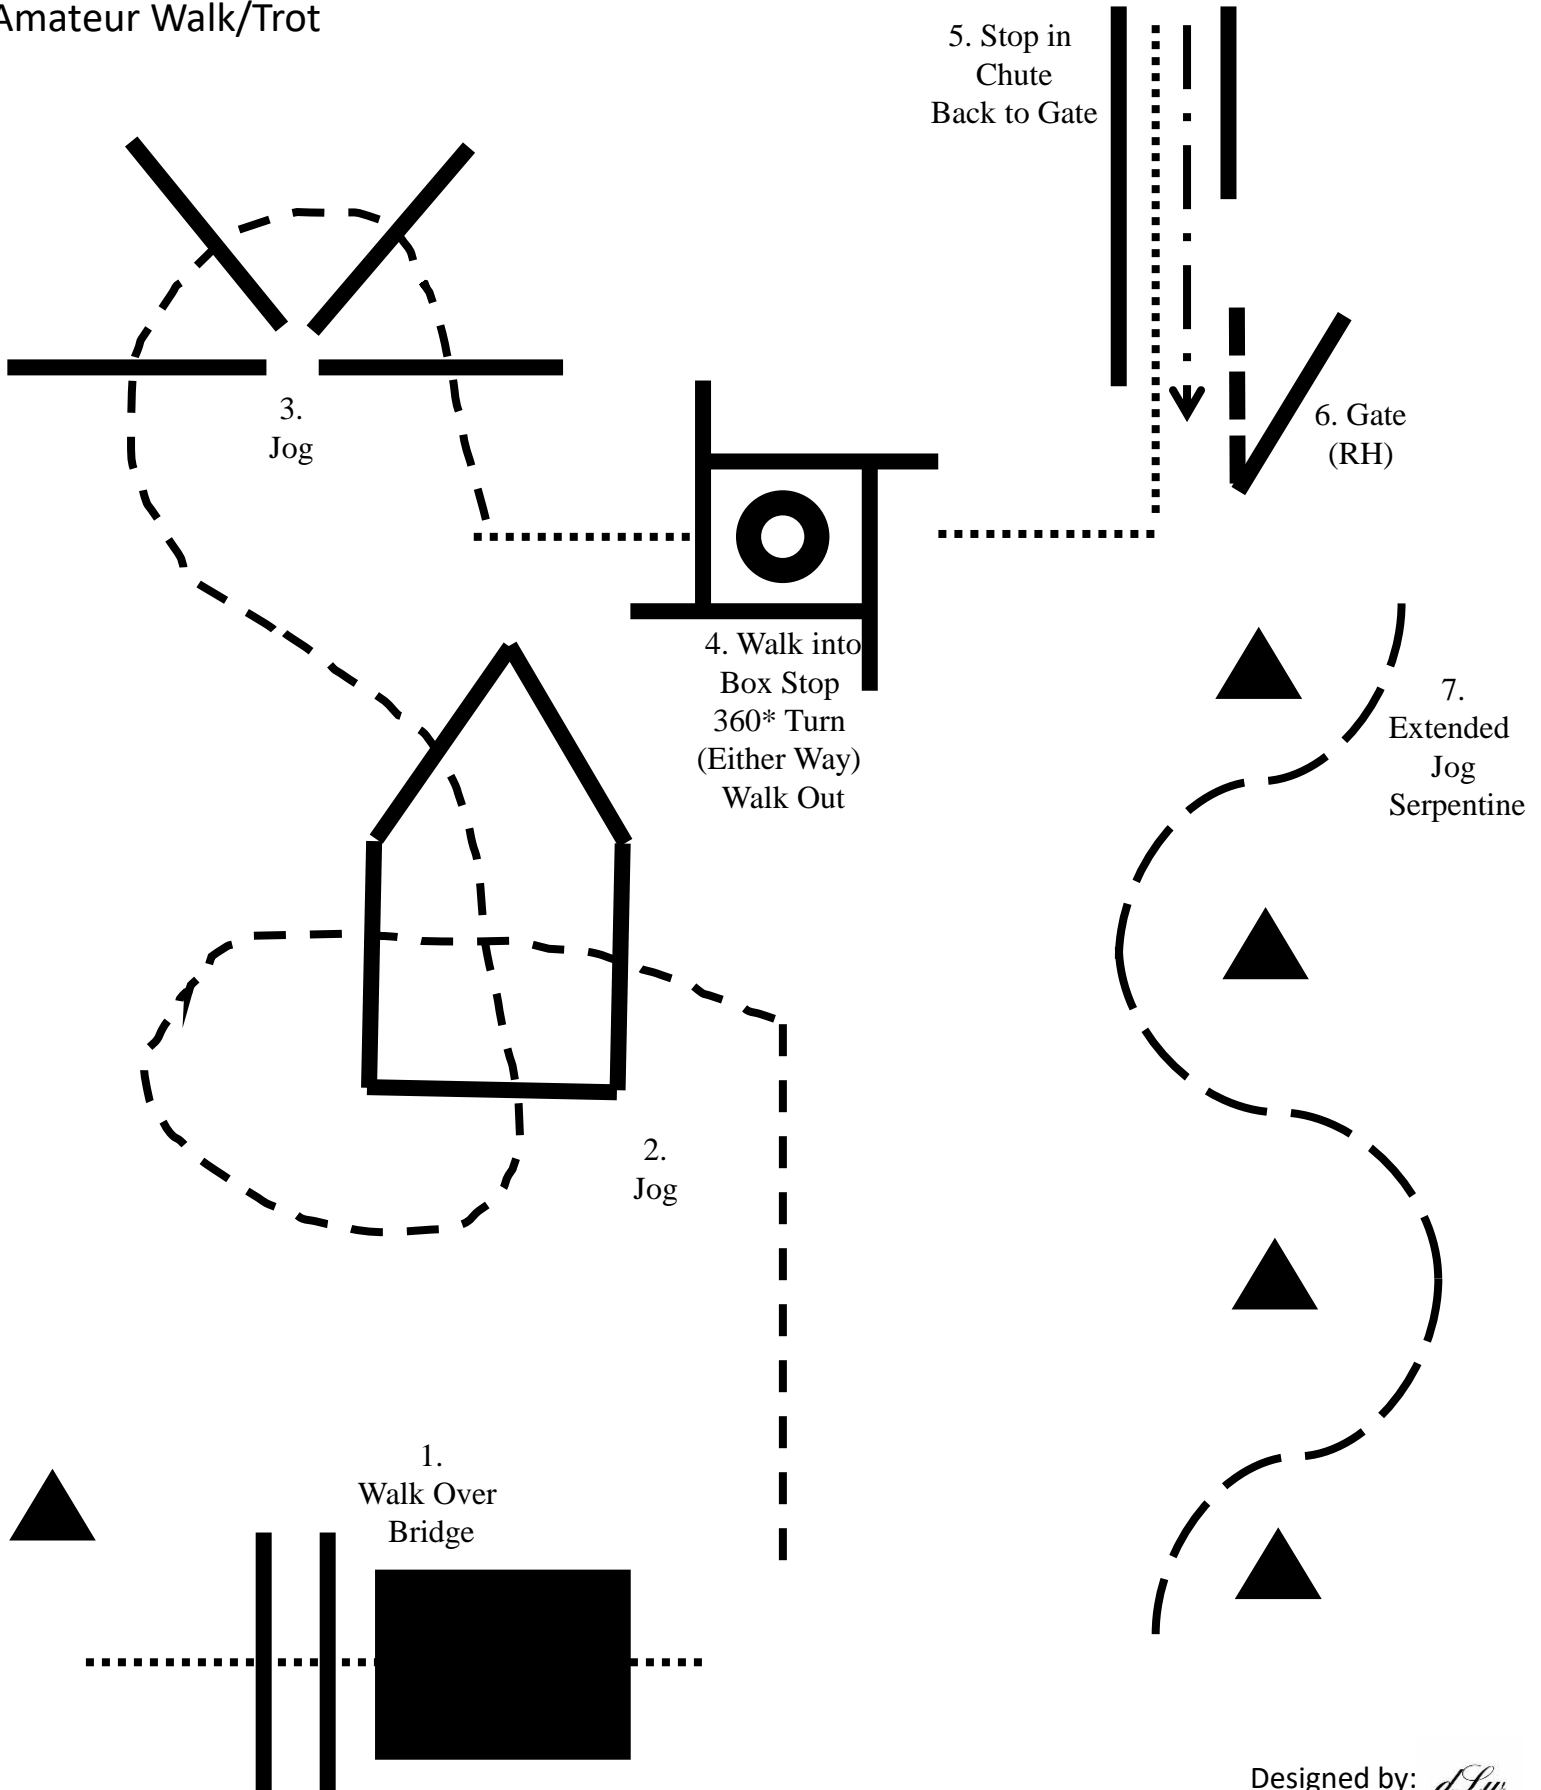 Amateur Walk/Trot
5. Stop in
Chute
Back to Gate
3.
Jog
6. Gate
(RH)
4. Walk into
Box Stop
360* Turn
(Either Way)
Walk Out
7.
Extended
Jog
Serpentine
2.
Jog
1.
Walk Over
Bridge
Designed by: